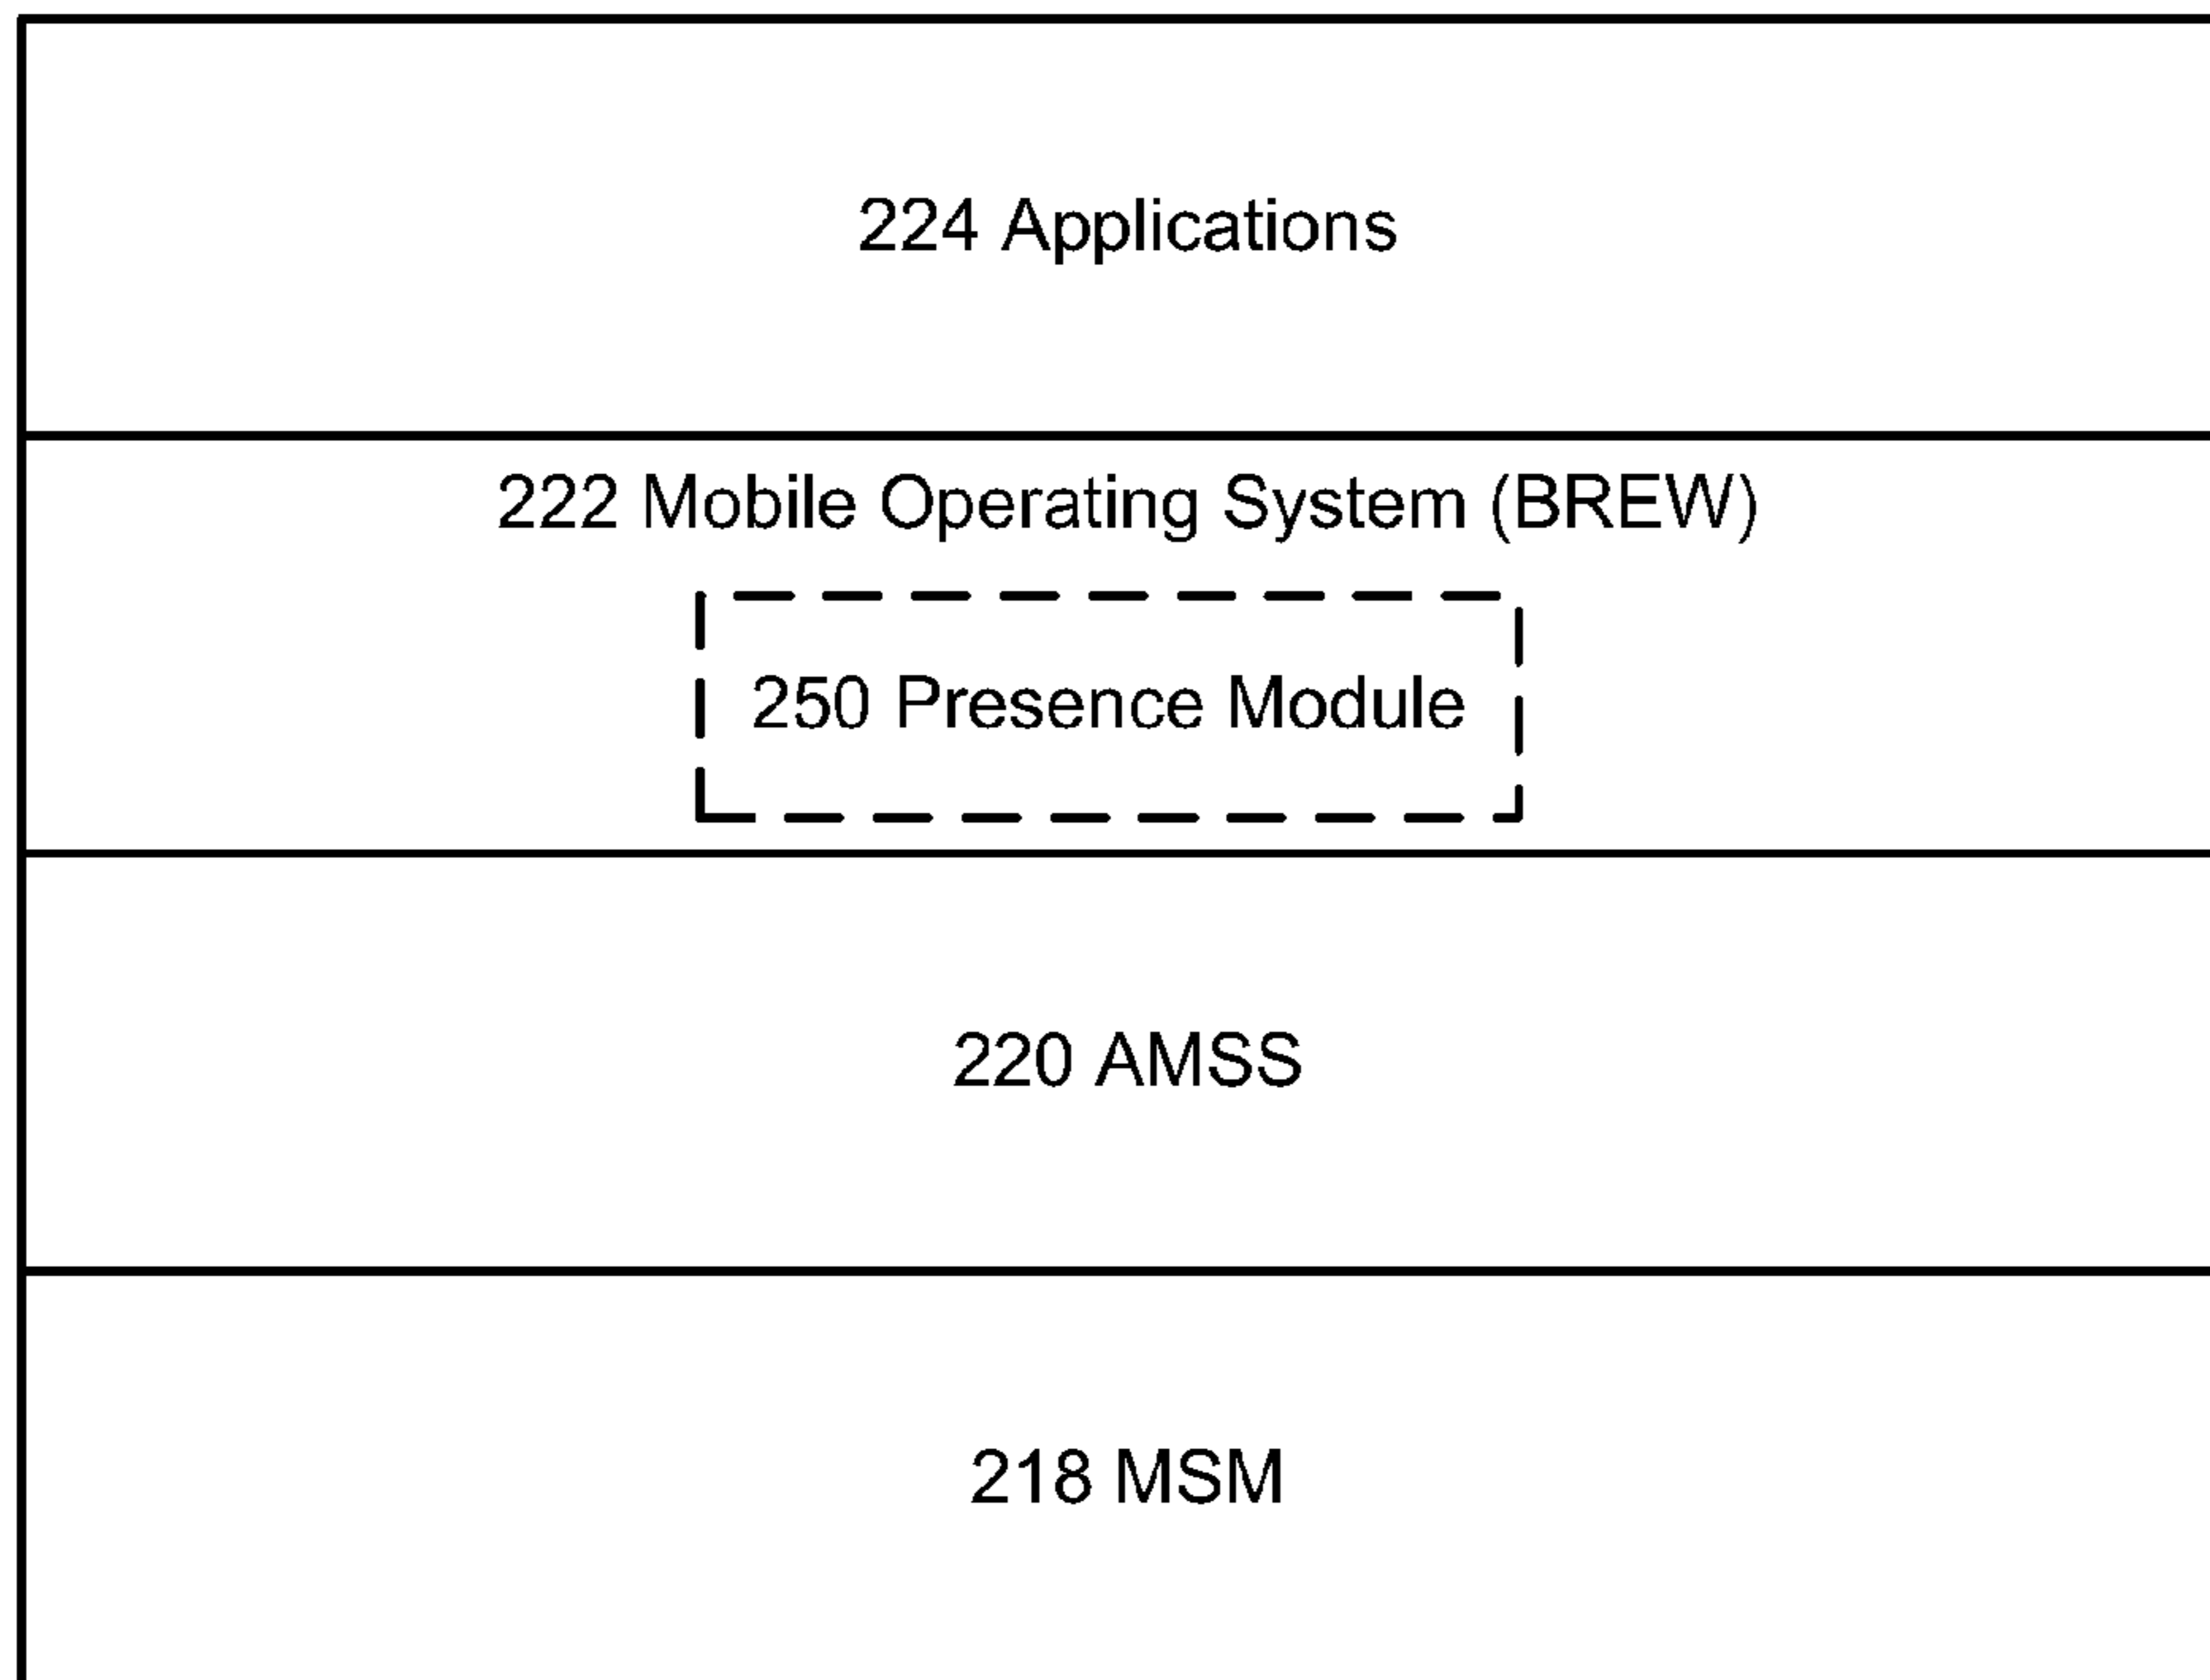 224 Applications
222 Mobile Operating System (BREW)
250 Presence Module
220 AMSS
218 MSM